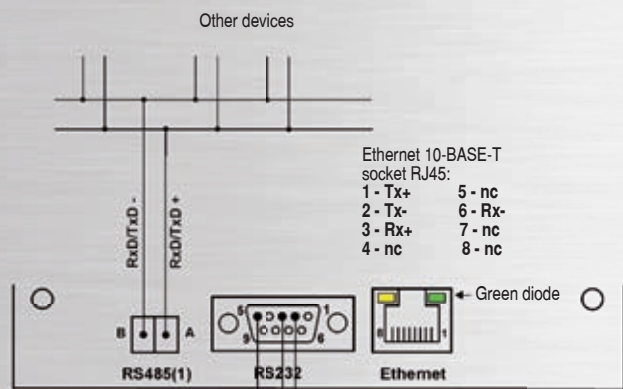 Other devices
Ethernet 10-BASE-T
socket RJ45:
1 - Tx+ 5 - nc
2 - Tx- 6 - Rx-
3 - Rx+ 7 - nc
4 - nc 8 - nc
RxD/TxD -
RxD/TxD +
Green diode
B A
5 1
9 6
8 1
RS485(1) RS232 Ethernet